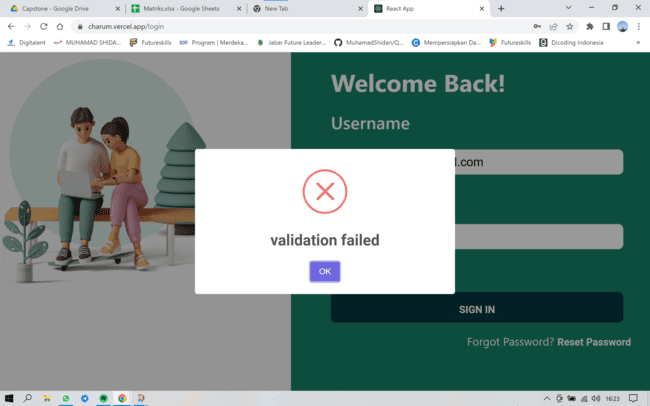 Capstone - Google Drive
Matriks.xlsx - Google Sheets
New Tab
React App
charum.vercel.app/login
Digitalent
MUHAMAD SHIDA...
Futureskills
Program | Merdeka...
Jabar Future Leader...
MuhamadShidan/Q...
Mempersiapkan Da...
Futureskills
Dicoding Indonesia
Welcome Back!
Username
l.com
validation failed
OK
SIGN IN
Forgot Password? Reset Password
16:23